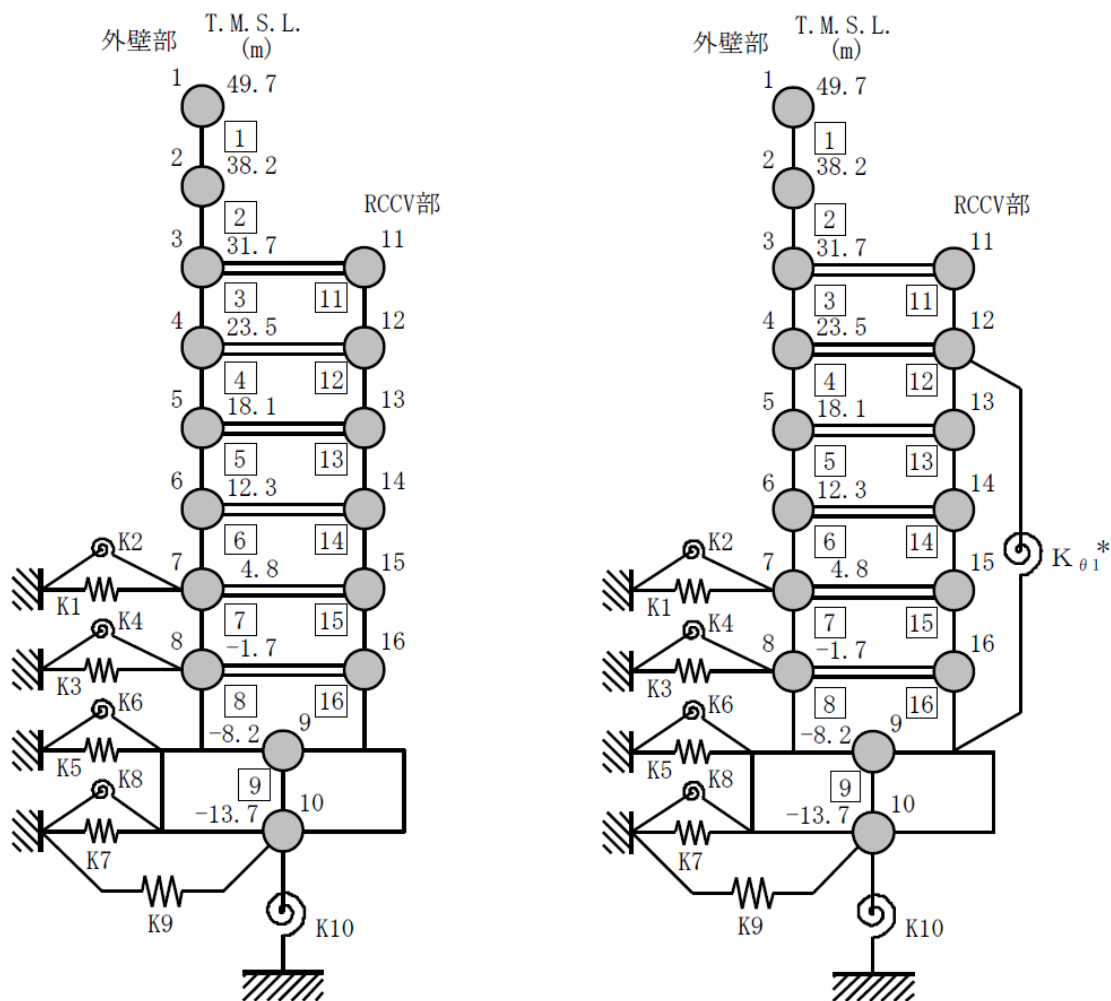 外壁部
T.M.S.L.
(m)
1
49.7
1
2
38.2
2
RCCV部
3
31.7
11
3
11
4
23.5
12
4
12
5
18.1
13
5
13
6
12.3
14
6
14
K2
7
4.8
15
K1
7
15
K4
8
-1.7
16
K3
8
16
K6
9
-8.2
K5
K8
9
10
-13.7
K7
K9
K10
外壁部
T.M.S.L.
(m)
1
49.7
1
2
38.2
2
RCCV部
3
31.7
11
3
11
4
23.5
12
4
12
5
18.1
13
5
13
6
12.3
14
6
14
K2
7
4.8
15
Kθ1*
K1
7
15
K4
8
-1.7
16
K3
8
16
K6
9
-8.2
K5
K8
9
10
-13.7
K7
K9
K10